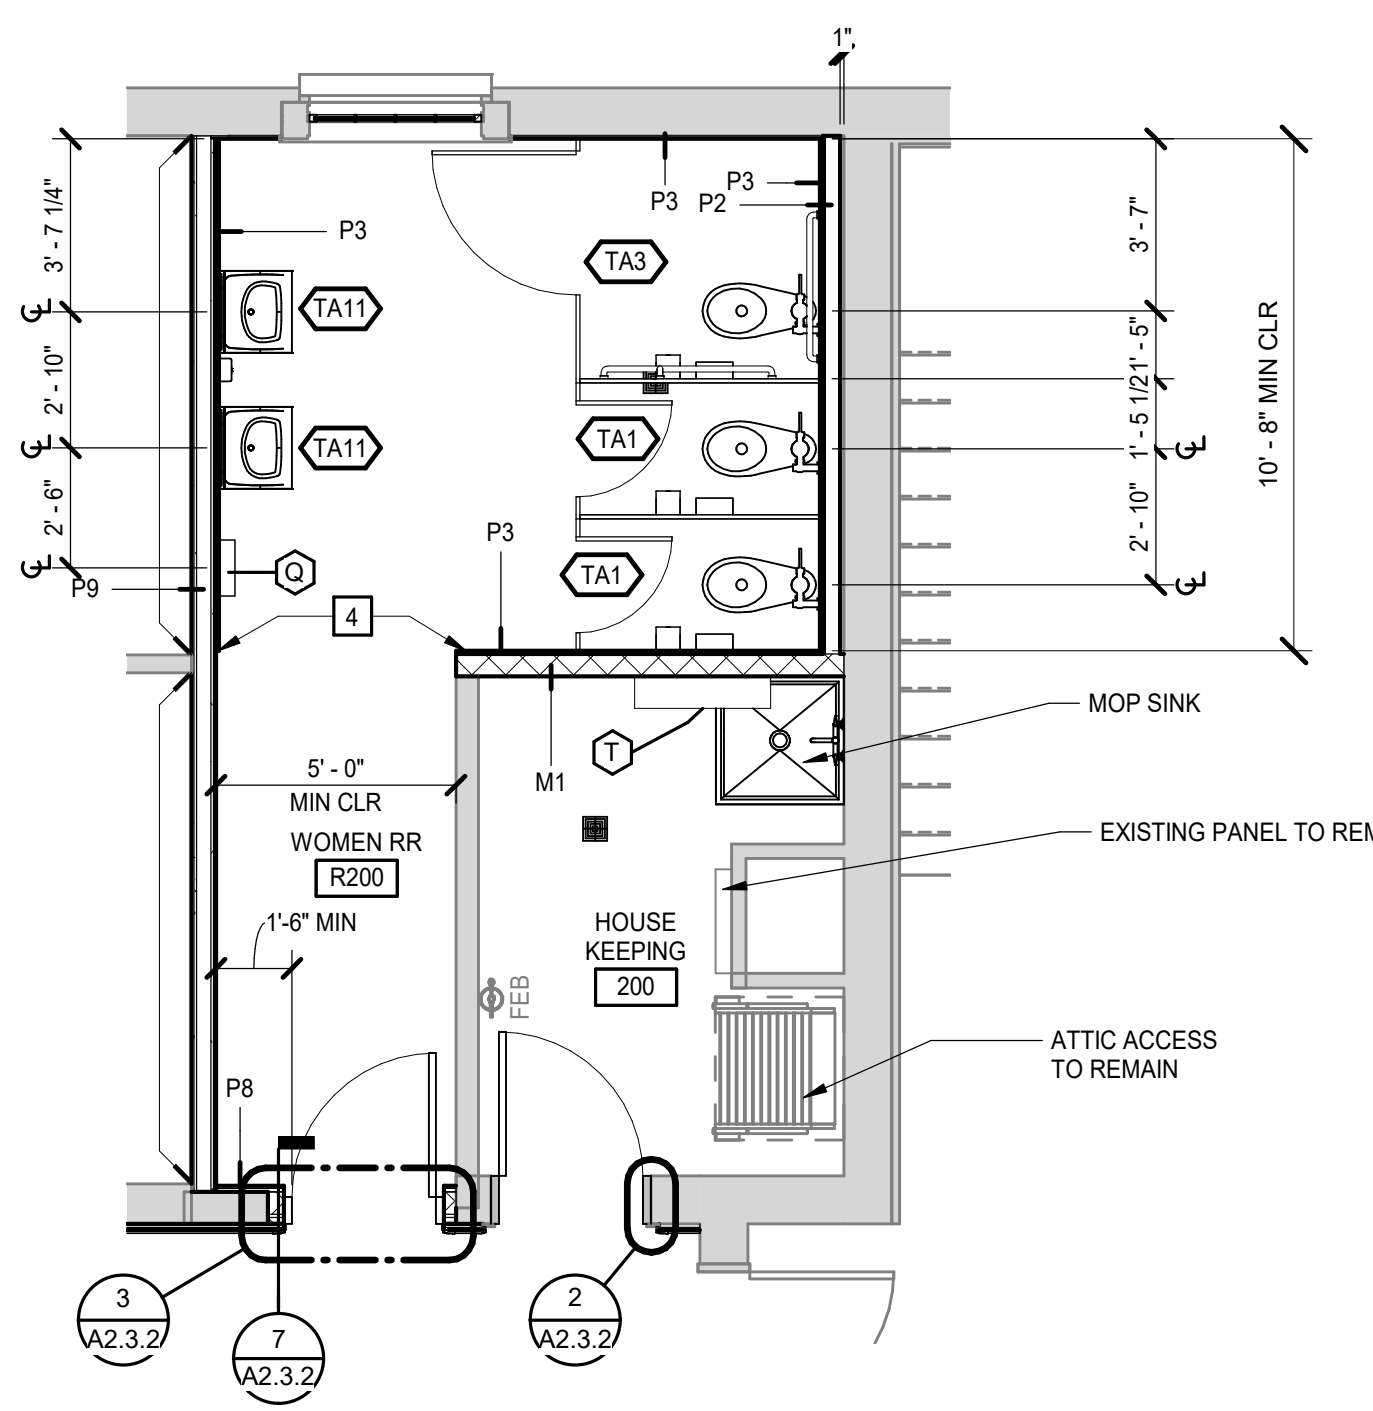 1"
3' - 7 1/4"
2' - 10"
2' - 6"
P3
P3
P3
P2
TA3
TA11
TA11
TA1
TA1
3' - 7"
1' - 5"
1' - 5 1/2"
2' - 10"
10' - 8" MIN CLR
P3
Q
P9
4
MOP SINK
T
M1
5' - 0"
MIN CLR
WOMEN RR
R200
EXISTING PANEL TO REM
1'-6" MIN
HOUSE
KEEPING
200
FEB
ATTIC ACCESS
TO REMAIN
P8
3
A2.3.2
7
A2.3.2
2
A2.3.2